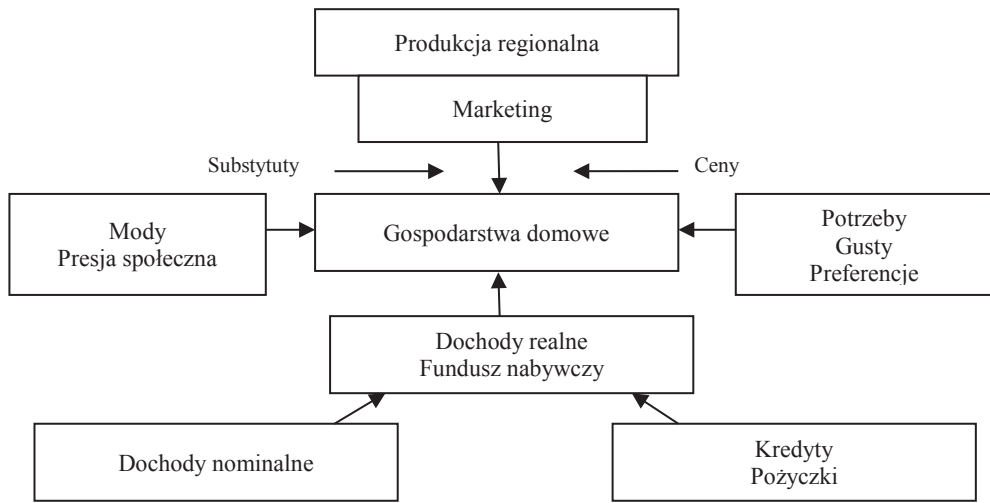 Produkcja regionalna
Marketing
Substytuty
Ceny
Mody
Presja społeczna
Gospodarstwa domowe
Potrzeby
Gusty
Preferencje
Dochody realne
Fundusz nabywczy
Dochody nominalne
Kredyty
Pożyczki